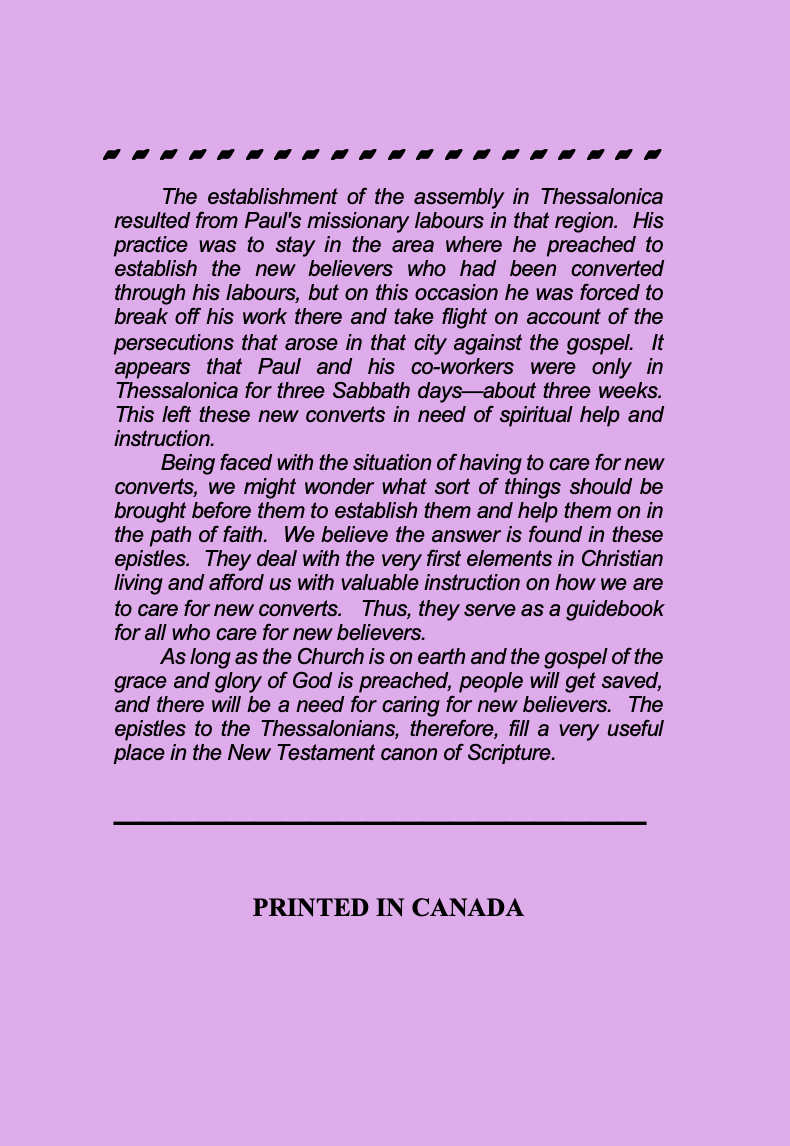 The establishment of the assembly in Thessalonica
resulted from Paul's missionary labours in that region.  His
practice was to stay in the area where he preached to
establish the new believers who had been converted
through his labours, but on this occasion he was forced to
break off his work there and take flight on account of the
persecutions that arose in that city against the gospel.  It
appears that Paul and his co-workers were only in
Thessalonica for three Sabbath days—about three weeks.
This left these new converts in need of spiritual help and
instruction.
Being faced with the situation of having to care for new
converts, we might wonder what sort of things should be
brought before them to establish them and help them on in
the path of faith.  We believe the answer is found in these
epistles.  They deal with the very first elements in Christian
living and afford us with valuable instruction on how we are
to care for new converts.   Thus, they serve as a guidebook
for all who care for new believers.
As long as the Church is on earth and the gospel of the
grace and glory of God is preached, people will get saved,
and there will be a need for caring for new believers.  The
epistles to the Thessalonians, therefore, fill a very useful
place in the New Testament canon of Scripture.
PRINTED IN CANADA